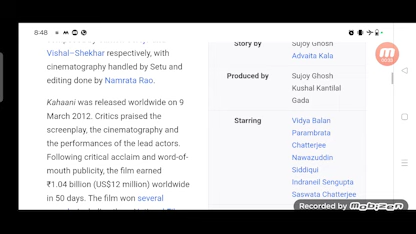 8:48
Vishal–Shekhar respectively, with
cinematography handled by Setu and
editing done by Namrata Rao.
Kahaani was released worldwide on 9
March 2012. Critics praised the
screenplay, the cinematography and
the performances of the lead actors.
Following critical acclaim and word-of-
mouth publicity, the film earned
₹1.04 billion (US$12 million) worldwide
in 50 days. The film won several
Story by
Sujoy Ghosh
Advaita Kala
Produced by
Sujoy Ghosh
Kushal Kantilal
Gada
Starring
Vidya Balan
Parambrata
Chatterjee
Nawazuddin
Siddiqui
Indraneil Sengupta
Saswata Chatterjee
Recorded by Mobizen